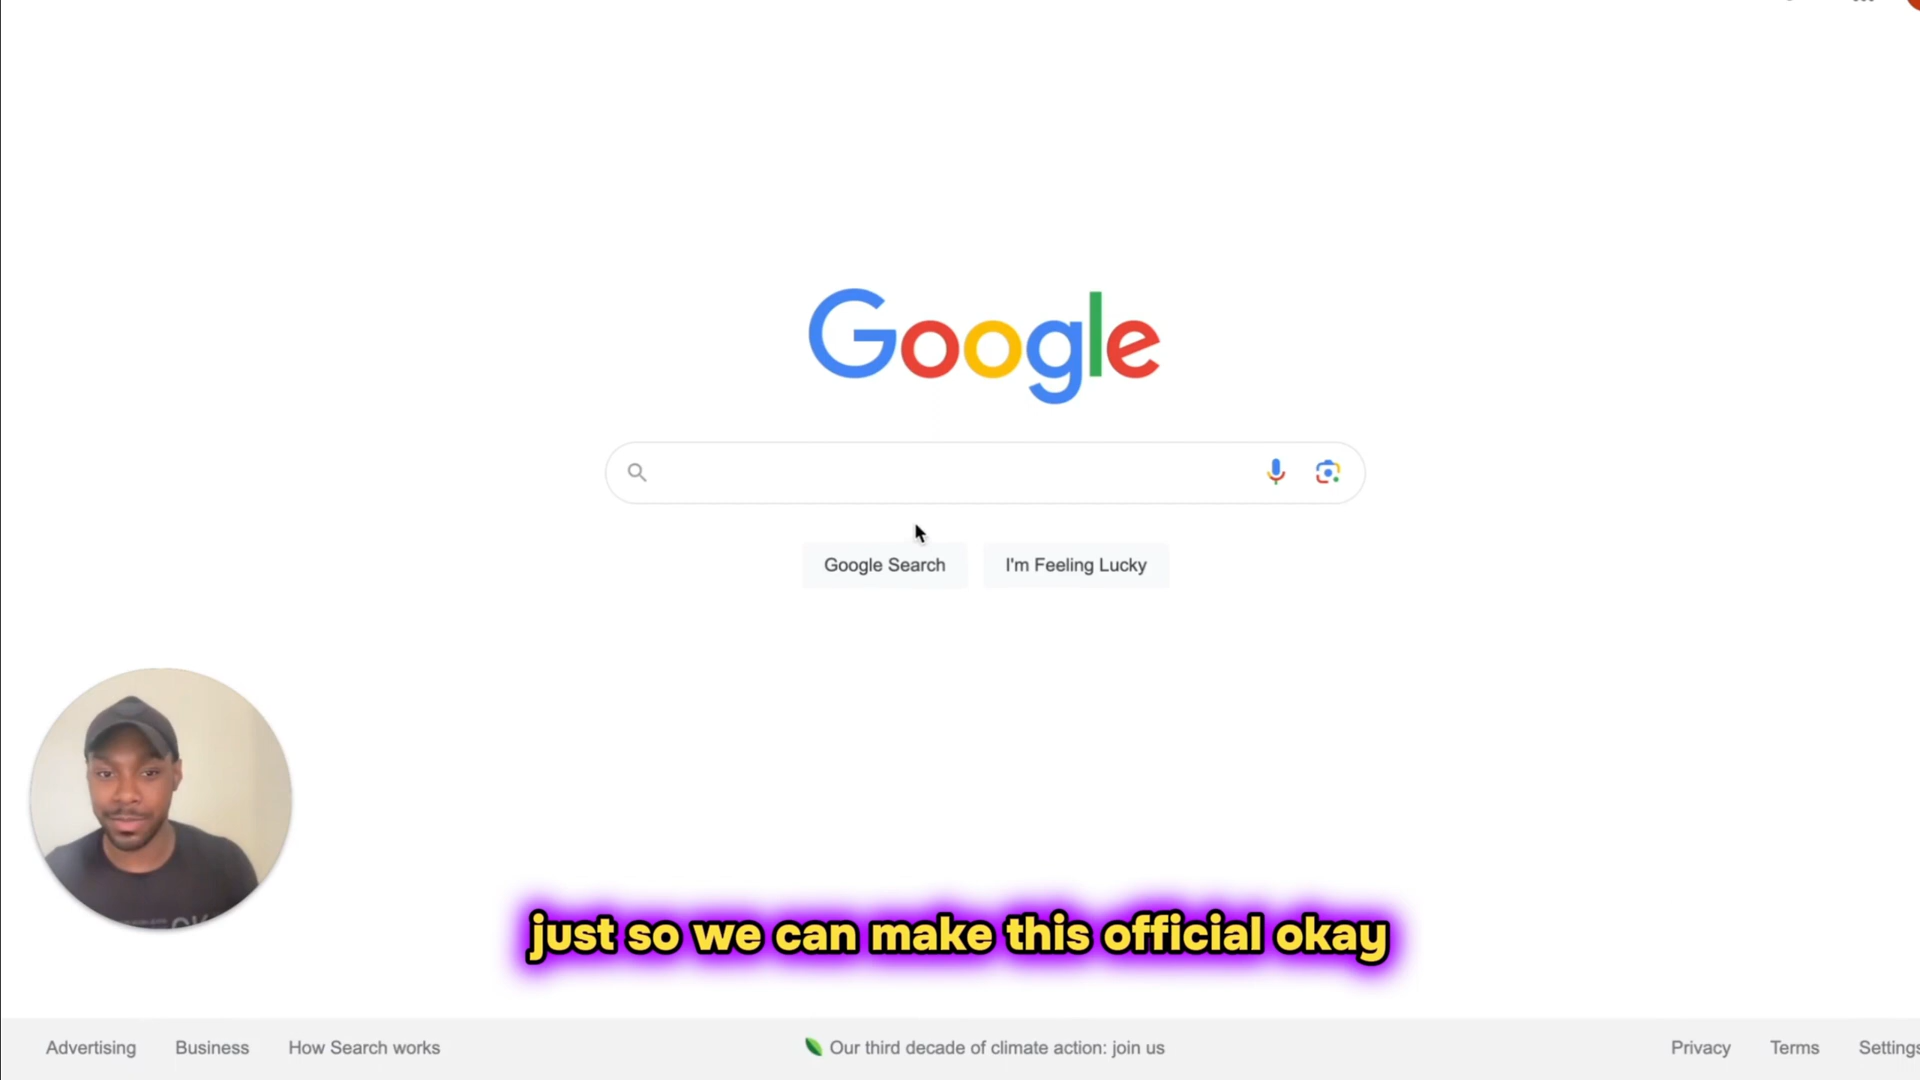 Google
Google Search
I'm Feeling Lucky
just so we can make this official okay
Advertising Business How Search works
Our third decade of climate action: join us
Privacy Terms Settings